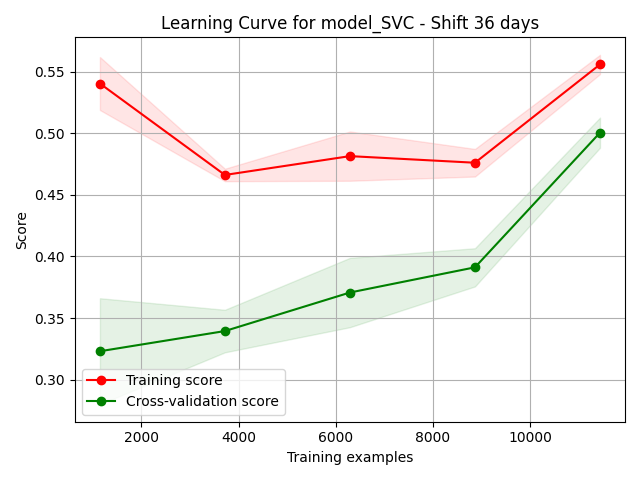 Learning Curve for model_SVC - Shift 36 days
Score
0.55
0.50
0.45
0.40
0.35
0.30
Training score
Cross-validation score
2000 4000 6000 8000 10000
Training examples